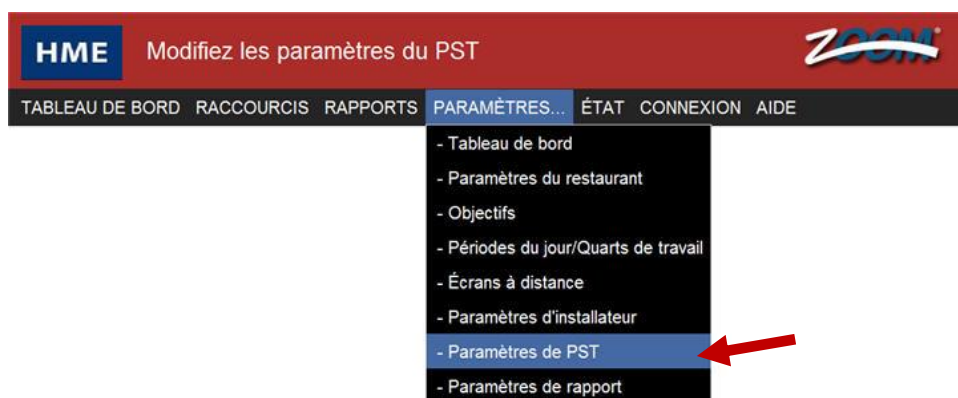 HME Modifiez les paramètres du PST ZOOM
TABLEAU DE BORD RACCOURCIS RAPPORTS PARAMÈTRES... ÉTAT CONNEXION AIDE
- Tableau de bord
- Paramètres du restaurant
- Objectifs
- Périodes du jour/Quarts de travail
- Écrans à distance
- Paramètres d'installateur
- Paramètres de PST
- Paramètres de rapport